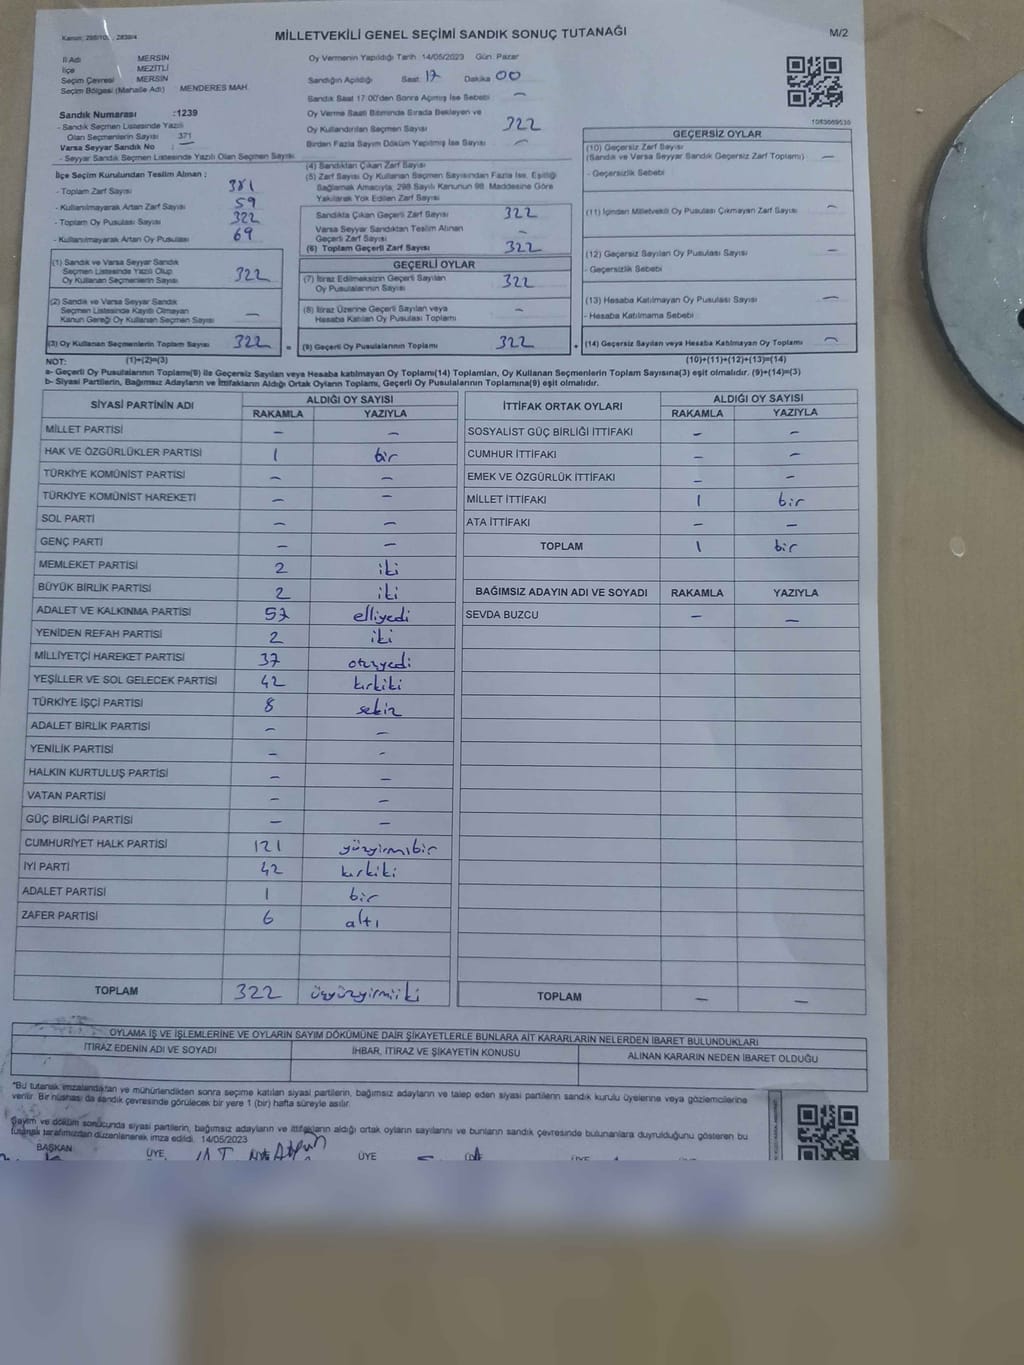 MİLLETVEKİLİ GENEL SEÇİMİ SANDIK SONUÇ TUTANAĞI
M/2
İl Adı MERSİN
İlçe MEZİTLİ
Seçim Çevresi MERSİN
Seçim Bölgesi (Mahalle Adı) MENDERES MAH.
Sandık Numarası :1239
- Sandık Seçmen Listesinde Yazılı
Olan Seçmenlerin Sayısı 371
Varsa Seyyar Sandık No : —
- Seyyar Sandık Seçmen Listesinde Yazılı Olan Seçmen Sayısı
İlçe Seçim Kurulundan Teslim Alınan ;
- Toplam Zarf Sayısı 381
- Kullanılmayarak Artan Zarf Sayısı 59
- Toplam Oy Pusulası Sayısı 322
- Kullanılmayarak Artan Oy Pusulası 69
(1) Sandık ve Varsa Seyyar Sandık
Seçmen Listesinde Yazılı Olup
Oy Kullanan Seçmenlerin Sayısı 322
(2) Sandık ve Varsa Seyyar Sandık
Seçmen Listesinde Kayıtlı Olmayan
Kanun Gereği Oy Kullanan Seçmen Sayısı —
(3) Oy Kullanan Seçmenlerin Toplam Sayısı 322
Oy Vermenin Yapıldığı Tarih 14/05/2023 Gün Pazar
Sandığın Açıldığı Saat 17 Dakika 00
Sandık Saat 17:00'den Sonra Açılmış İse Sebebi —
Oy Verme Saati Bitiminde Sırada Bekleyen ve
Oy Kullandırılan Seçmen Sayısı 322
Birden Fazla Sayım Döküm Yapılmış İse Sayısı —
(4) Sandıktan Çıkan Zarf Sayısı
(5) Zarf Sayısı Oy Kullanan Seçmen Sayısından Fazla İse, Eşitliği
Sağlamak Amacıyla, 298 Sayılı Kanunun 98. Maddesine Göre
Yakılarak Yok Edilen Zarf Sayısı
Sandıkta Çıkan Geçerli Zarf Sayısı 322
Varsa Seyyar Sandıktan Teslim Alınan
Geçerli Zarf Sayısı —
(6) Toplam Geçerli Zarf Sayısı 322
GEÇERLİ OYLAR
(7) İtiraz Edilmeksizin Geçerli Sayılan
Oy Pusulalarının Sayısı 322
(8) İtiraz Üzerine Geçerli Sayılan veya
Hesaba Katılan Oy Pusulası Toplamı —
= (9) Geçerli Oy Pusulalarının Toplamı 322
1083669530
GEÇERSİZ OYLAR
(10) Geçersiz Zarf Sayısı
(Sandık ve Varsa Seyyar Sandık Geçersiz Zarf Toplamı) —
- Geçersizlik Sebebi
(11) İçinden Milletvekili Oy Pusulası Çıkmayan Zarf Sayısı —
(12) Geçersiz Sayılan Oy Pusulası Sayısı —
- Geçersizlik Sebebi
(13) Hesaba Katılmayan Oy Pusulası Sayısı —
- Hesaba Katılmama Sebebi
+ (14) Geçersiz Sayılan veya Hesaba Katılmayan Oy Toplamı —
NOT: (1)+(2)=(3) (10)+(11)+(12)+(13)=(14)
a- Geçerli Oy Pusulalarının Toplamı(9) ile Geçersiz Sayılan veya Hesaba katılmayan Oy Toplamı(14) Toplamları, Oy Kullanan Seçmenlerin Toplam Sayısına(3) eşit olmalıdır. (9)+(14)=(3)
b- Siyasi Partilerin, Bağımsız Adayların ve İttifakların Aldığı Ortak Oyların Toplamı, Geçerli Oy Pusulalarının Toplamına(9) eşit olmalıdır.
SİYASİ PARTİNİN ADI ALDIĞI OY SAYISI
RAKAMLA YAZIYLA
MİLLET PARTİSİ — —
HAK VE ÖZGÜRLÜKLER PARTİSİ 1 bir
TÜRKİYE KOMÜNİST PARTİSİ — —
TÜRKİYE KOMÜNİST HAREKETİ — —
SOL PARTİ — —
GENÇ PARTİ — —
MEMLEKET PARTİSİ 2 iki
BÜYÜK BİRLİK PARTİSİ 2 iki
ADALET VE KALKINMA PARTİSİ 57 elliyedi
YENİDEN REFAH PARTİSİ 2 iki
MİLLİYETÇİ HAREKET PARTİSİ 37 otuzyedi
YEŞİLLER VE SOL GELECEK PARTİSİ 42 kırkiki
TÜRKİYE İŞÇİ PARTİSİ 8 sekiz
ADALET BİRLİK PARTİSİ — —
YENİLİK PARTİSİ — —
HALKIN KURTULUŞ PARTİSİ — —
VATAN PARTİSİ — —
GÜÇ BİRLİĞİ PARTİSİ — —
CUMHURİYET HALK PARTİSİ 121 yüzyirmibir
İYİ PARTİ 42 kırkiki
ADALET PARTİSİ 1 bir
ZAFER PARTİSİ 6 altı
TOPLAM 322 üçyüzyirmiiki
İTTİFAK ORTAK OYLARI ALDIĞI OY SAYISI
RAKAMLA YAZIYLA
SOSYALİST GÜÇ BİRLİĞİ İTTİFAKI — —
CUMHUR İTTİFAKI — —
EMEK VE ÖZGÜRLÜK İTTİFAKI — —
MİLLET İTTİFAKI 1 bir
ATA İTTİFAKI — —
TOPLAM 1 bir
BAĞIMSIZ ADAYIN ADI VE SOYADI RAKAMLA YAZIYLA
SEVDA BUZCU — —
TOPLAM — —
OYLAMA İŞ VE İŞLEMLERİNE VE OYLARIN SAYIM DÖKÜMÜNE DAİR ŞİKAYETLERLE BUNLARA AİT KARARLARIN NELERDEN İBARET BULUNDUKLARI
İTİRAZ EDENİN ADI VE SOYADI İHBAR, İTİRAZ VE ŞİKAYETİN KONUSU ALINAN KARARIN NEDEN İBARET OLDUĞU
*Bu tutanak imzalandıktan ve mühürlendikten sonra seçime katılan siyasi partilerin, bağımsız adayların ve talep eden siyasi partilerin sandık kurulu üyelerine veya gözlemcilerine
verilir. Bir nüshası da sandık çevresinde görülecek bir yere 1 (bir) hafta süreyle asılır.
Sayım ve döküm sonucunda siyasi partilerin, bağımsız adayların ve ittifakların aldığı ortak oyların sayılarını ve bunların sandık çevresinde bulunanlara duyrulduğunu gösteren bu
tutanak tarafımızdan düzenlenerek imza edildi. 14/05/2023
BAŞKAN ÜYE ÜYE